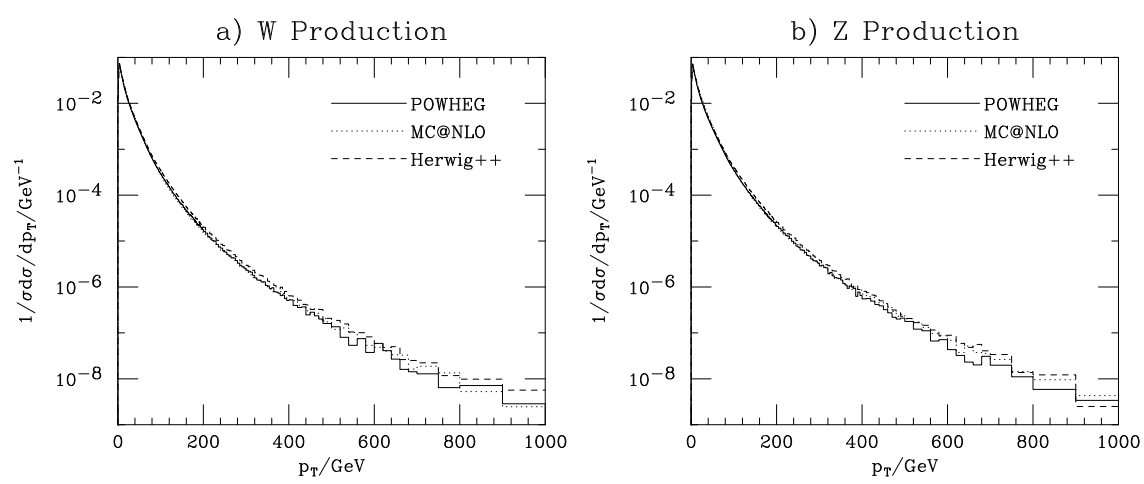 a) W Production
10⁻²
10⁻⁴
10⁻⁶
10⁻⁸
1/σdσ/dp_T/GeV⁻¹
POWHEG
MC@NLO
Herwig++
0 200 400 600 800 1000
p_T/GeV
b) Z Production
10⁻²
10⁻⁴
10⁻⁶
10⁻⁸
1/σdσ/dp_T/GeV⁻¹
POWHEG
MC@NLO
Herwig++
0 200 400 600 800 1000
p_T/GeV